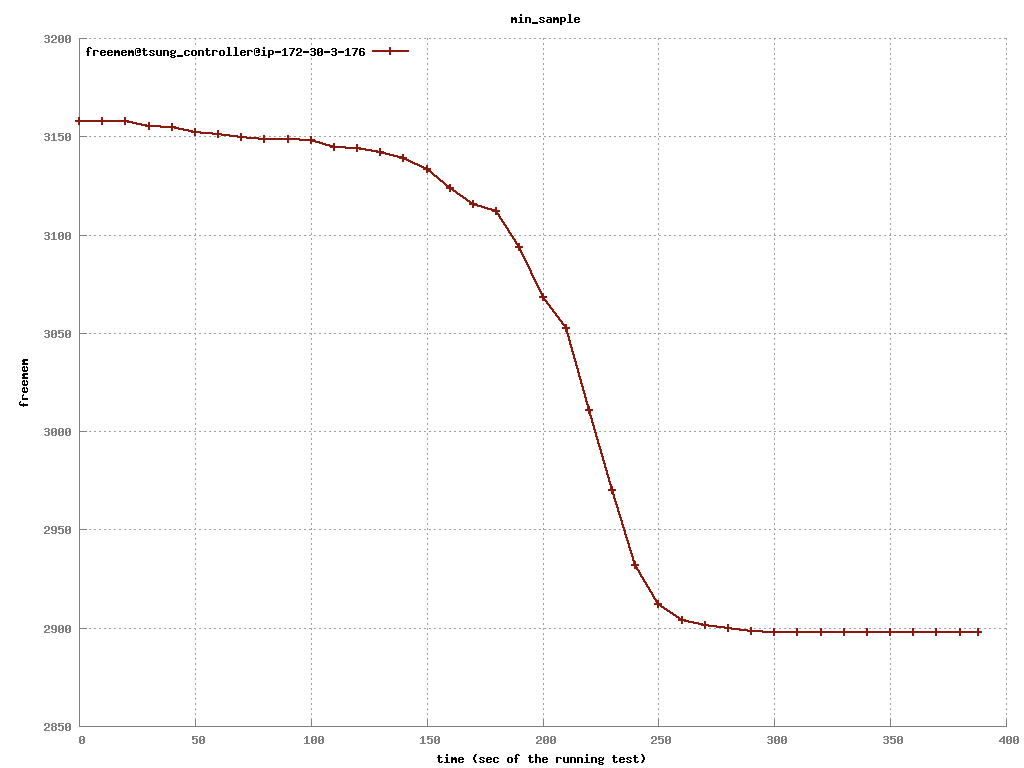 min_sample
3200
freemem@tsung_controller@ip-172-30-3-176
3150
3100
3050
freemem
3000
2950
2900
2850
0 50 100 150 200 250 300 350 400
time (sec of the running test)